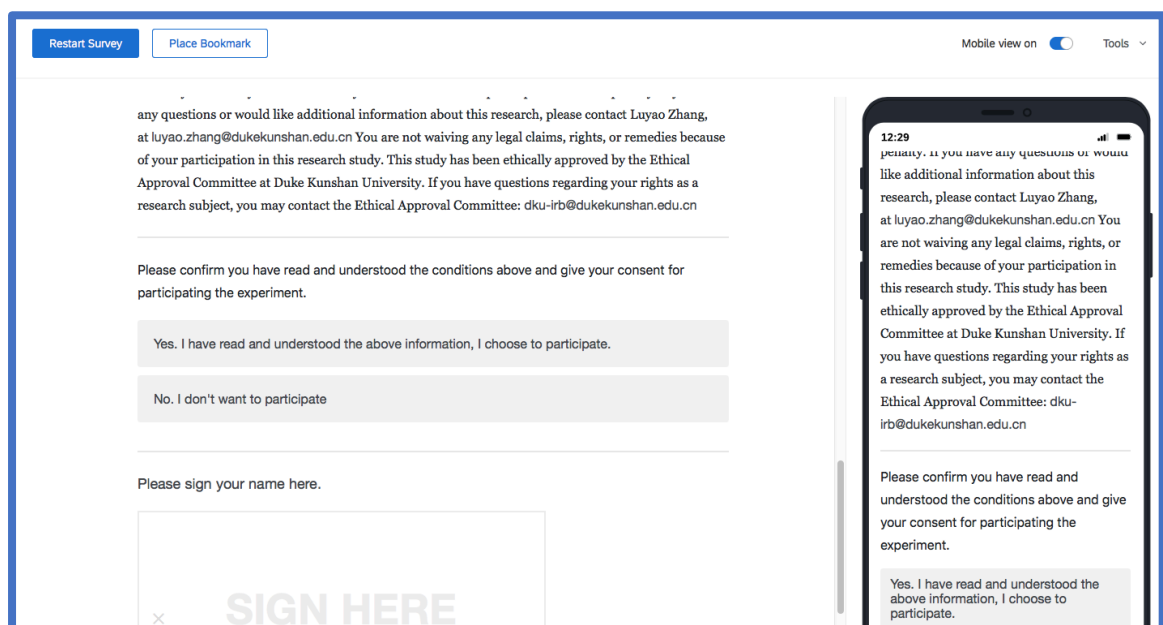 Restart Survey
Place Bookmark
Mobile view on
Tools
any questions or would like additional information about this research, please contact Luyao Zhang,
at luyao.zhang@dukekunshan.edu.cn You are not waiving any legal claims, rights, or remedies because
of your participation in this research study. This study has been ethically approved by the Ethical
Approval Committee at Duke Kunshan University. If you have questions regarding your rights as a
research subject, you may contact the Ethical Approval Committee: dku-irb@dukekunshan.edu.cn
Please confirm you have read and understood the conditions above and give your consent for
participating the experiment.
Yes. I have read and understood the above information, I choose to participate.
No. I don't want to participate
Please sign your name here.
SIGN HERE
12:29
penalty. If you have any questions or would
like additional information about this
research, please contact Luyao Zhang,
at luyao.zhang@dukekunshan.edu.cn You
are not waiving any legal claims, rights, or
remedies because of your participation in
this research study. This study has been
ethically approved by the Ethical Approval
Committee at Duke Kunshan University. If
you have questions regarding your rights as
a research subject, you may contact the
Ethical Approval Committee: dku-
irb@dukekunshan.edu.cn
Please confirm you have read and
understood the conditions above and give
your consent for participating the
experiment.
Yes. I have read and understood the
above information, I choose to
participate.